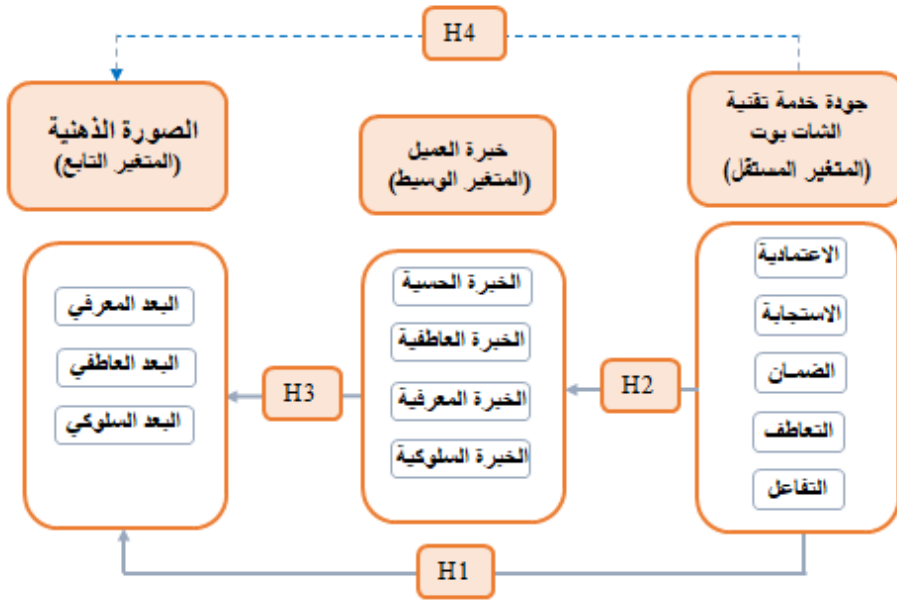 H4
جودة خدمة تقنية
الشات بوت
(المتغير المستقل)
خبرة العميل
(المتغير الوسيط)
الصورة الذهنية
(المتغير التابع)
الاعتمادية
الاستجابة
الضمان
التعاطف
التفاعل
H2
الخبرة الحسية
الخبرة العاطفية
الخبرة المعرفية
الخبرة السلوكية
H3
البعد المعرفي
البعد العاطفي
البعد السلوكي
H1